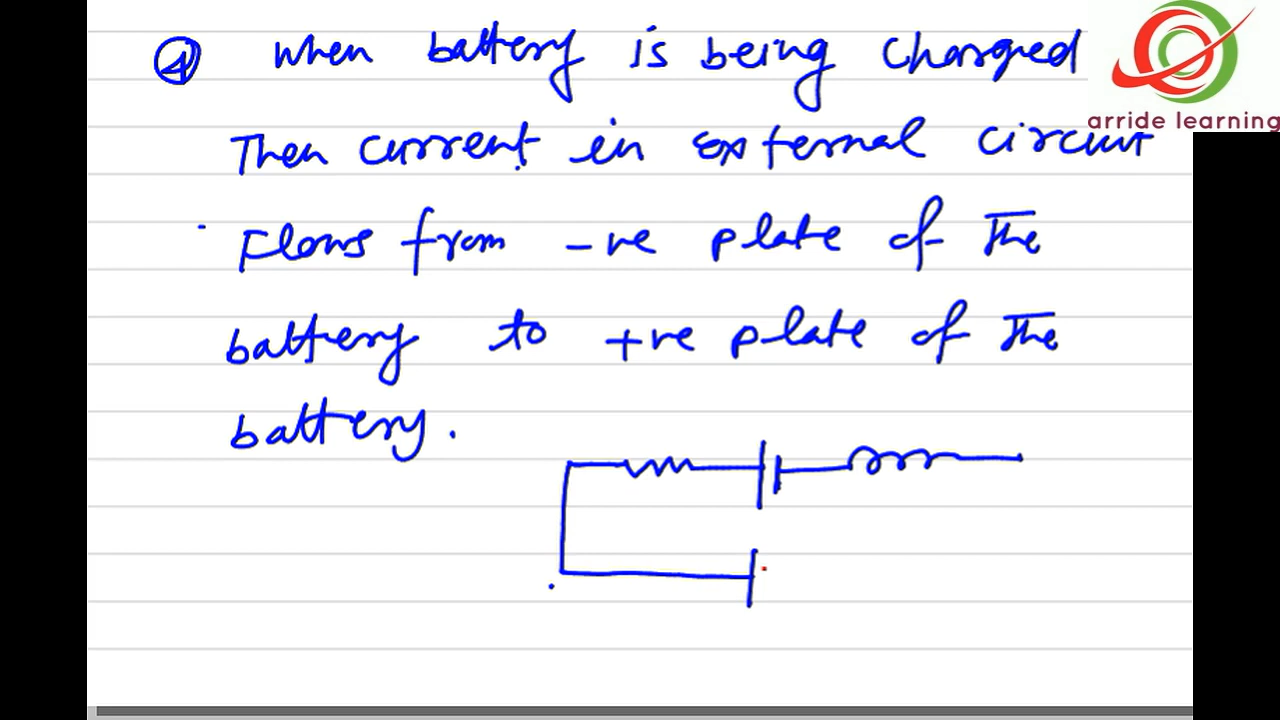 ④ When battery is being charged
arride learning
Then current in external circuit
Flows from -ve plate of the
battery to +ve plate of the
battery.